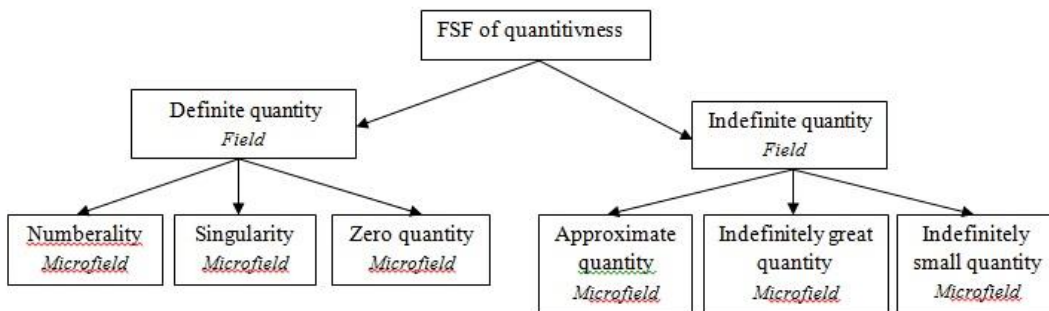 FSF of quantitivness
Definite quantity
Field
Indefinite quantity
Field
Numberality
Microfield
Singularity
Microfield
Zero quantity
Microfield
Approximate
quantity
Microfield
Indefinitely great
quantity
Microfield
Indefinitely
small quantity
Microfield